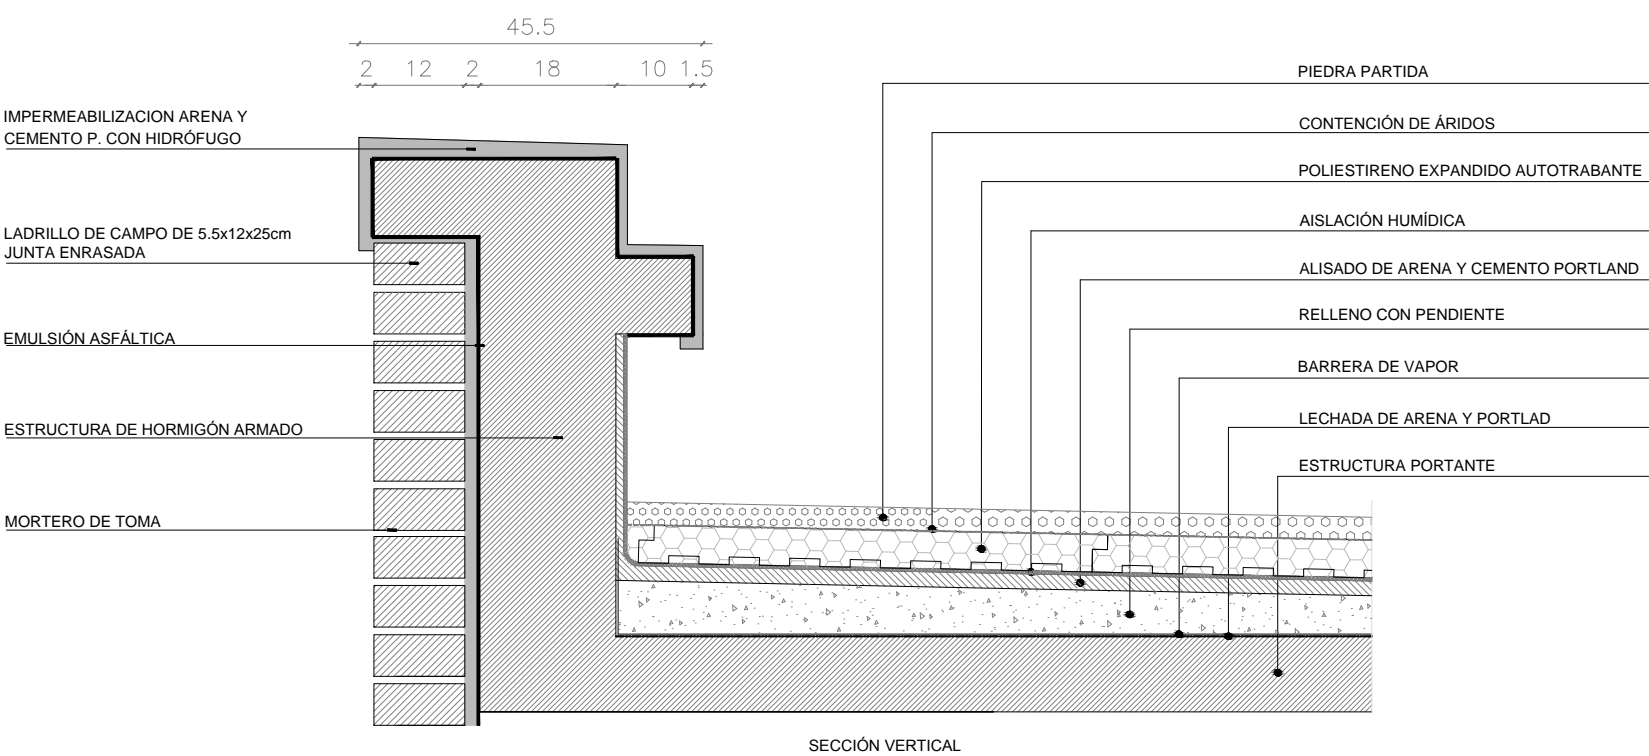 45.5
2 12 2 18 10 1.5
IMPERMEABILIZACION ARENA Y
CEMENTO P. CON HIDRÓFUGO
LADRILLO DE CAMPO DE 5.5x12x25cm
JUNTA ENRASADA
EMULSIÓN ASFÁLTICA
ESTRUCTURA DE HORMIGÓN ARMADO
MORTERO DE TOMA
PIEDRA PARTIDA
CONTENCIÓN DE ÁRIDOS
POLIESTIRENO EXPANDIDO AUTOTRABANTE
AISLACIÓN HUMÍDICA
ALISADO DE ARENA Y CEMENTO PORTLAND
RELLENO CON PENDIENTE
BARRERA DE VAPOR
LECHADA DE ARENA Y PORTLAD
ESTRUCTURA PORTANTE
SECCIÓN VERTICAL